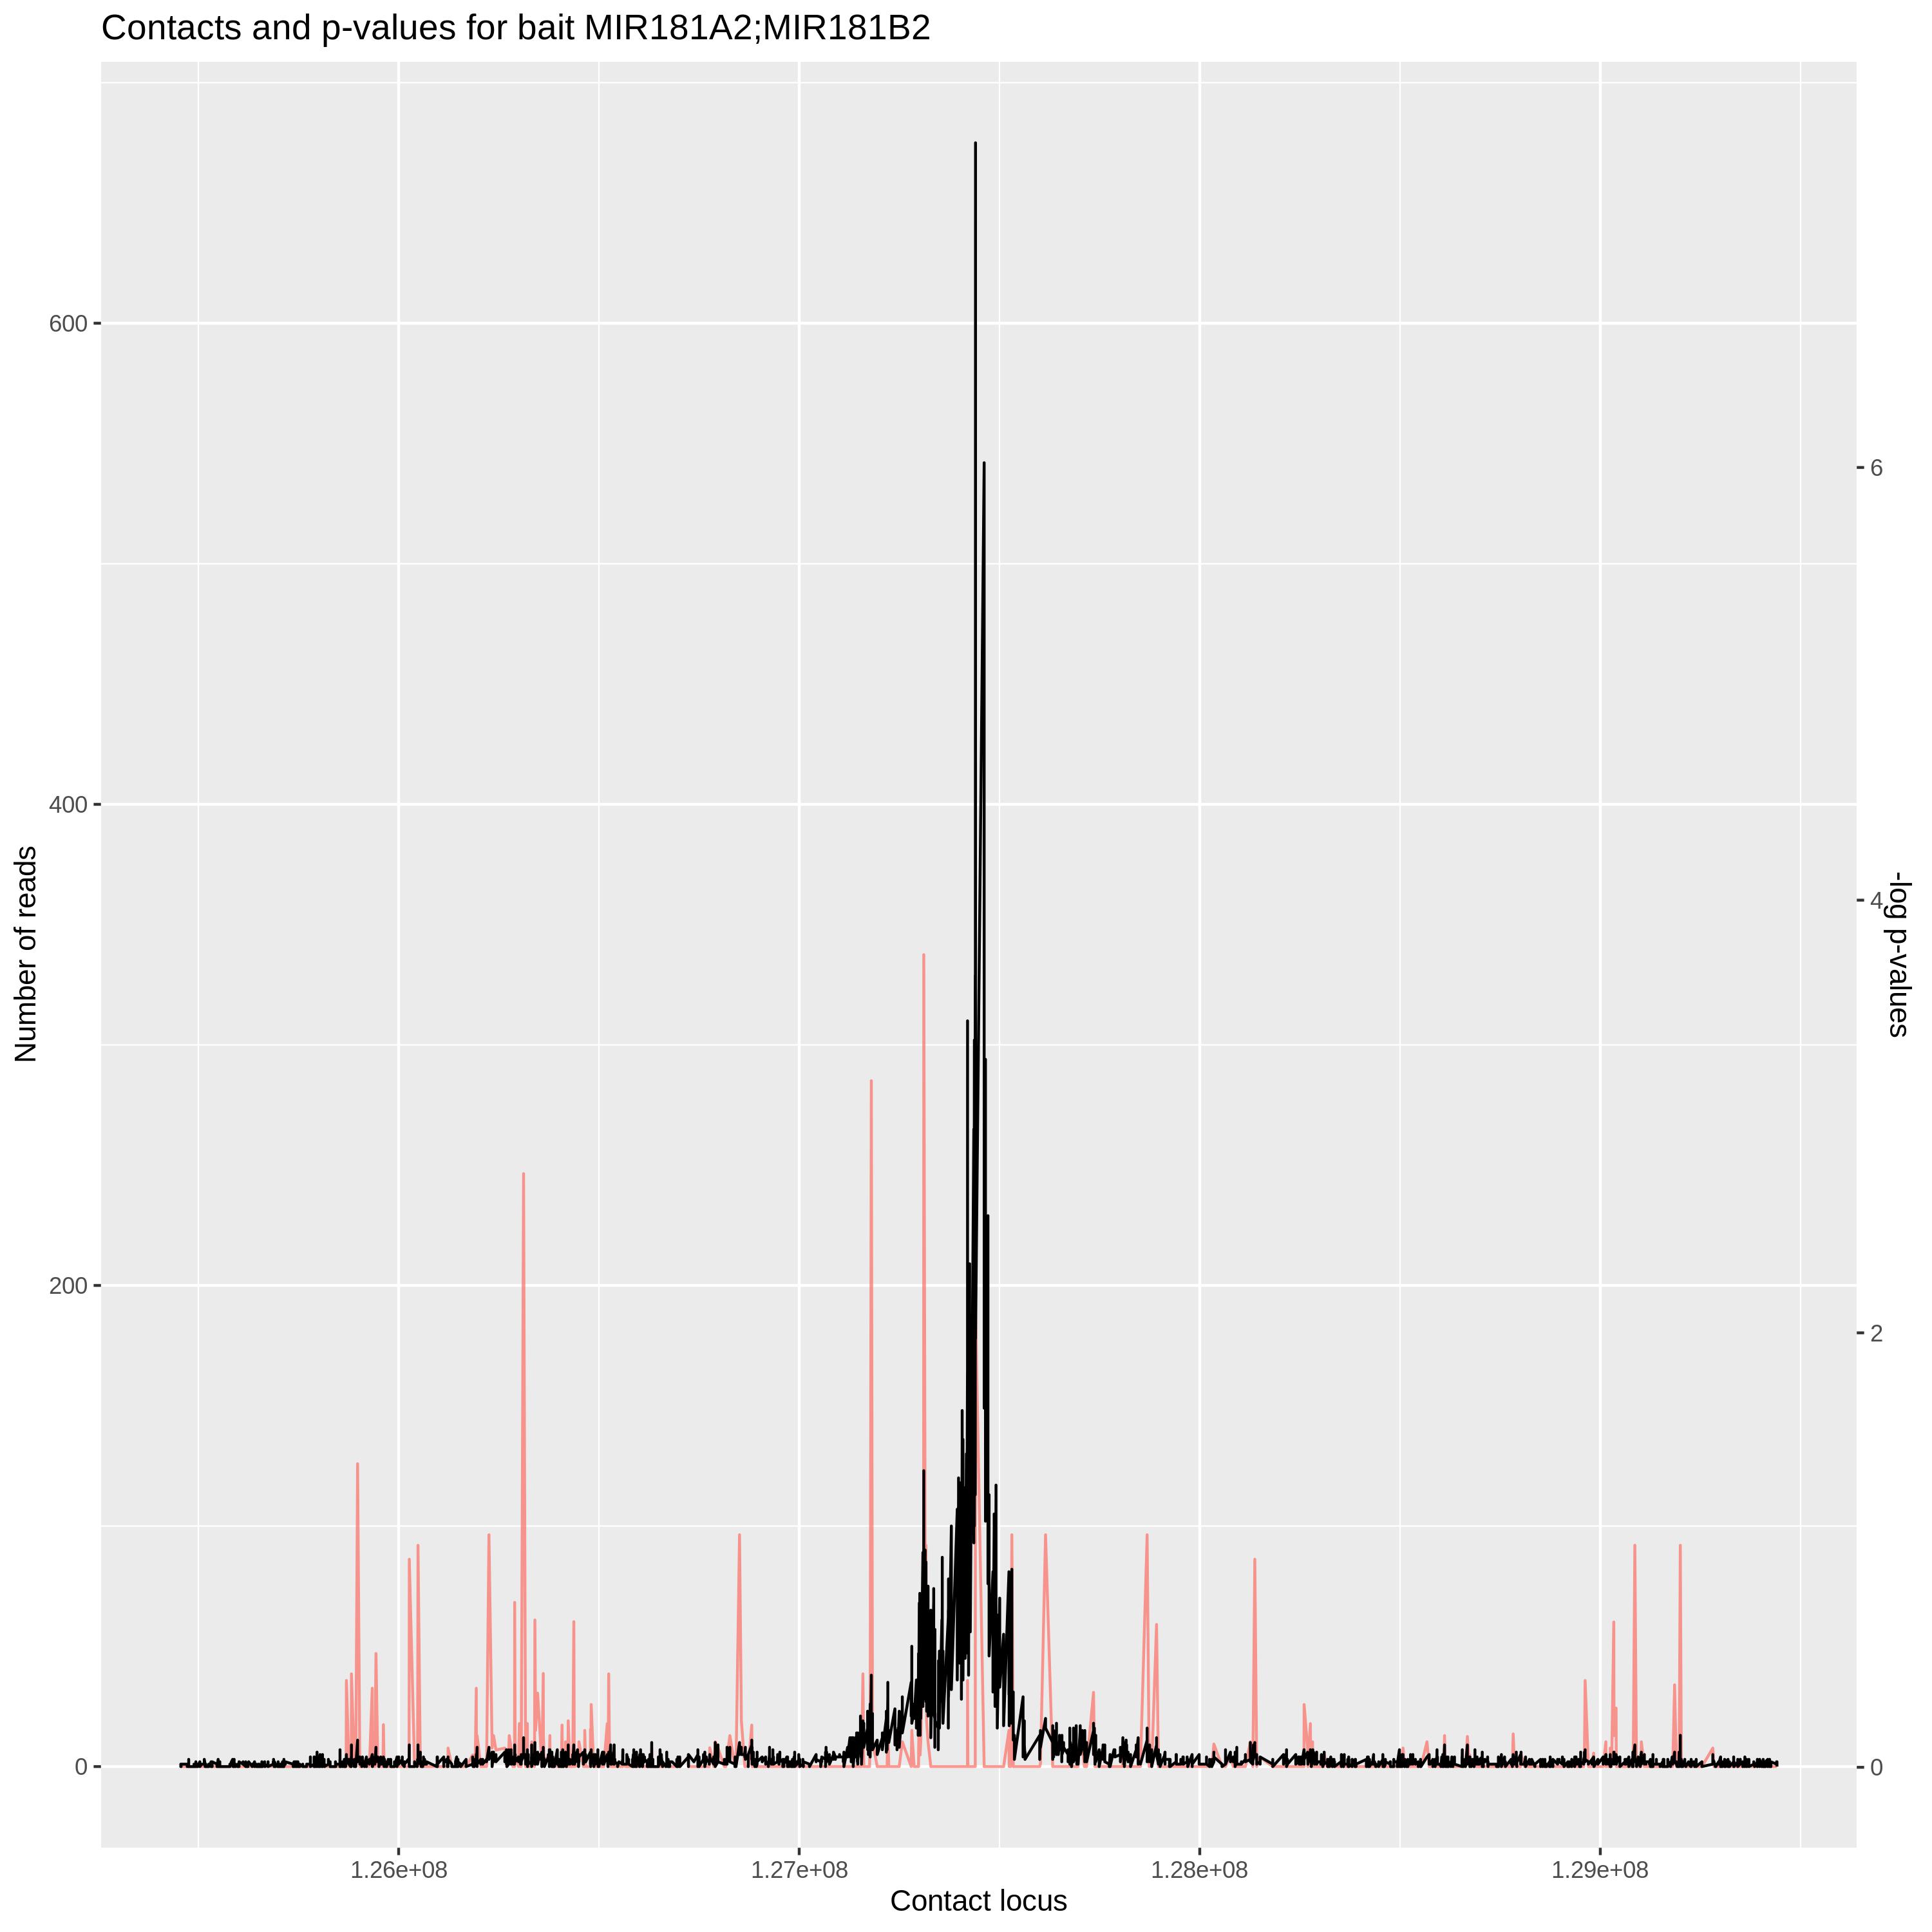 Contacts and p-values for bait MIR181A2;MIR181B2
600
400
200
0
Number of reads
6
4
2
0
-log p-values
1.26e+08
1.27e+08
1.28e+08
1.29e+08
Contact locus